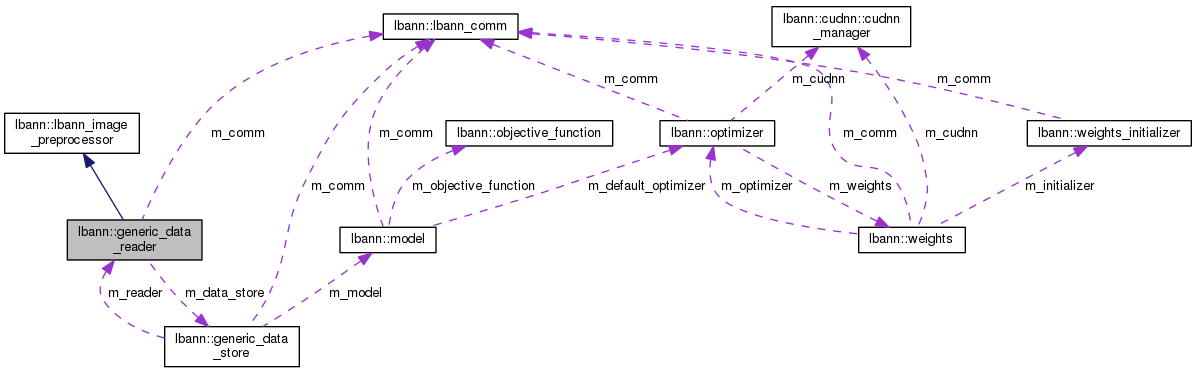 lbann::lbann_comm
lbann::cudnn::cudnn
_manager
m_comm
m_cudnn
m_comm
lbann::lbann_image
_preprocessor
m_comm
m_comm
lbann::objective_function
lbann::optimizer
m_comm
m_cudnn
lbann::weights_initializer
m_comm
m_objective_function
m_default_optimizer
m_optimizer
m_weights
m_initializer
lbann::generic_data
_reader
lbann::model
lbann::weights
m_reader
m_data_store
m_model
lbann::generic_data
_store